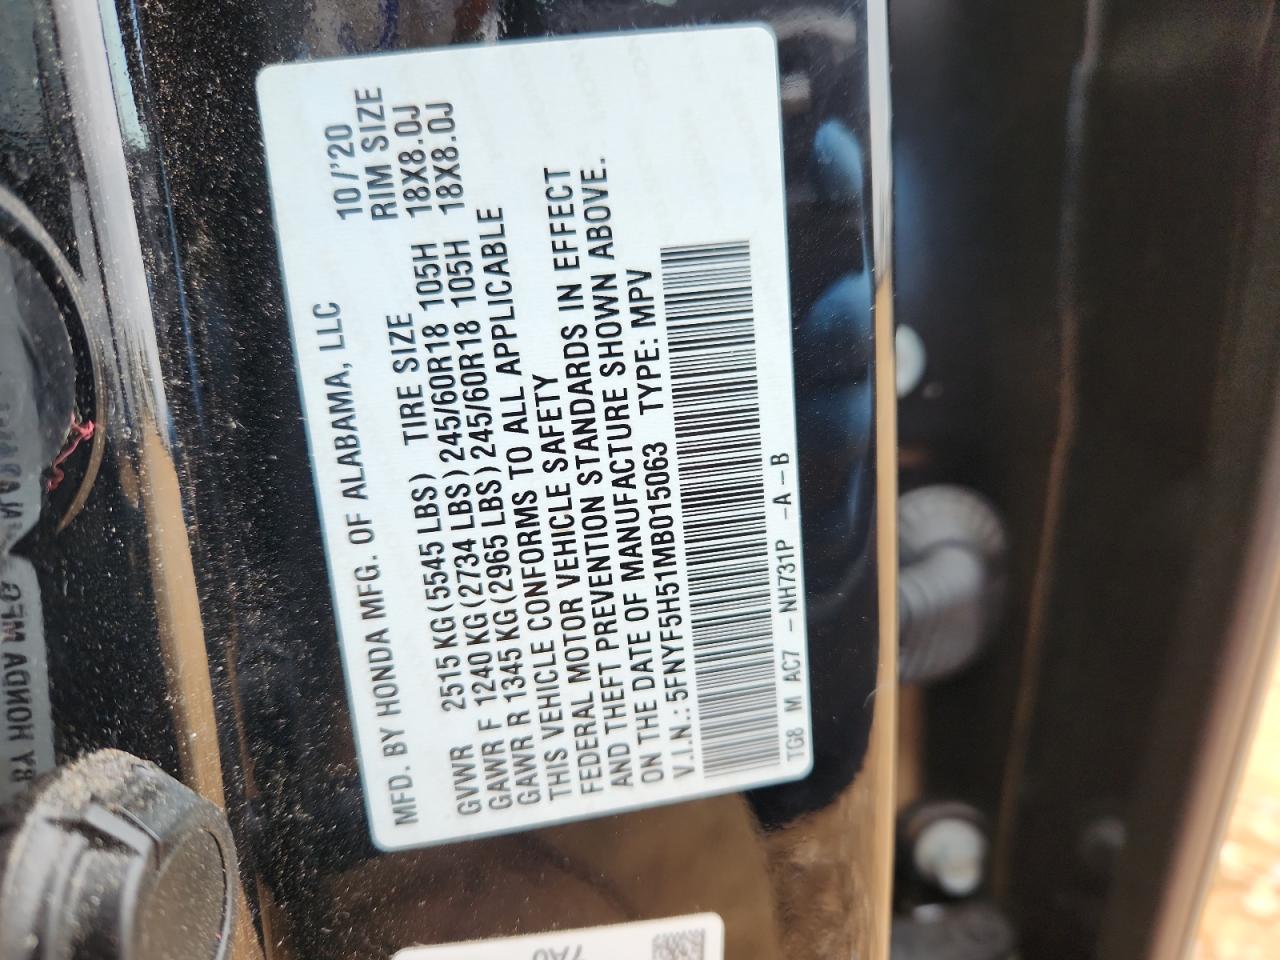 MFD. BY HONDA MFG. OF ALABAMA, LLC 10/'20
GVWR 2515 KG (5545 LBS) TIRE SIZE RIM SIZE
GAWR F 1240 KG (2734 LBS) 245/60R18 105H 18X8.0J
GAWR R 1345 KG (2965 LBS) 245/60R18 105H 18X8.0J
THIS VEHICLE CONFORMS TO ALL APPLICABLE
FEDERAL MOTOR VEHICLE SAFETY
AND THEFT PREVENTION STANDARDS IN EFFECT
ON THE DATE OF MANUFACTURE SHOWN ABOVE.
V.I.N.: 5FNYF5H51MB015063 TYPE: MPV
TG8 M AC7 -NH731P -A-B
BY HONDA MFG